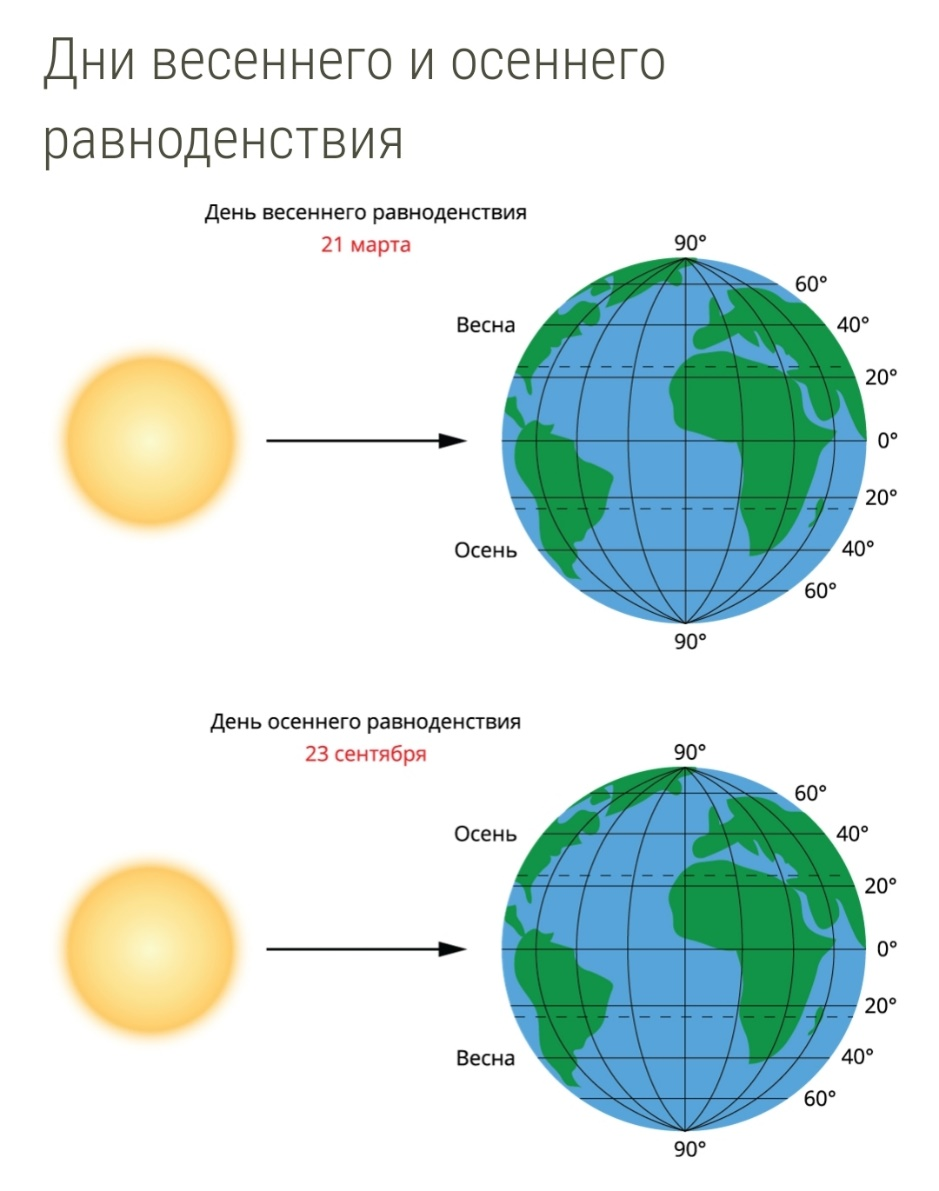 Дни весеннего и осеннего
равноденствия
День весеннего равноденствия
21 марта
90°
60°
Весна
40°
20°
0°
20°
Осень
40°
60°
90°
День осеннего равноденствия
23 сентября
90°
60°
Осень
40°
20°
0°
20°
Весна
40°
60°
90°